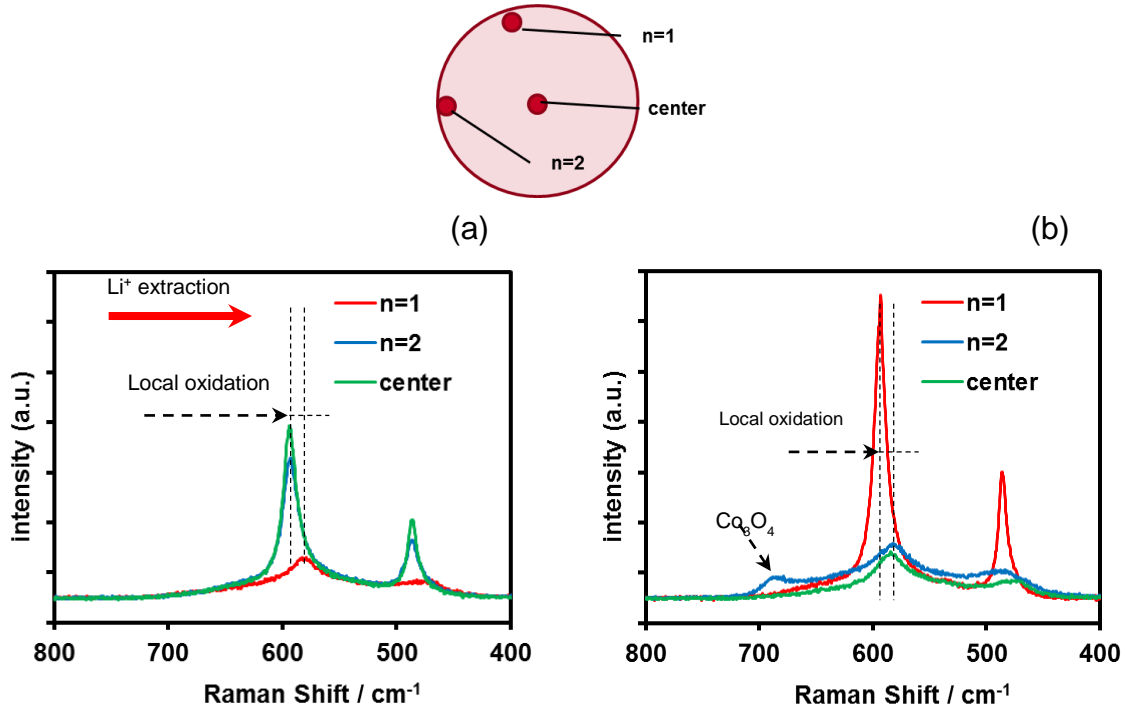 n=1
center
n=2
(a)
(b)
Li⁺ extraction
n=1
n=2
center
Local oxidation
intensity (a.u.)
800 700 600 500 400
Raman Shift / cm⁻¹
n=1
n=2
center
Local oxidation
Co₃O₄
intensity (a.u.)
800 700 600 500 400
Raman Shift / cm⁻¹